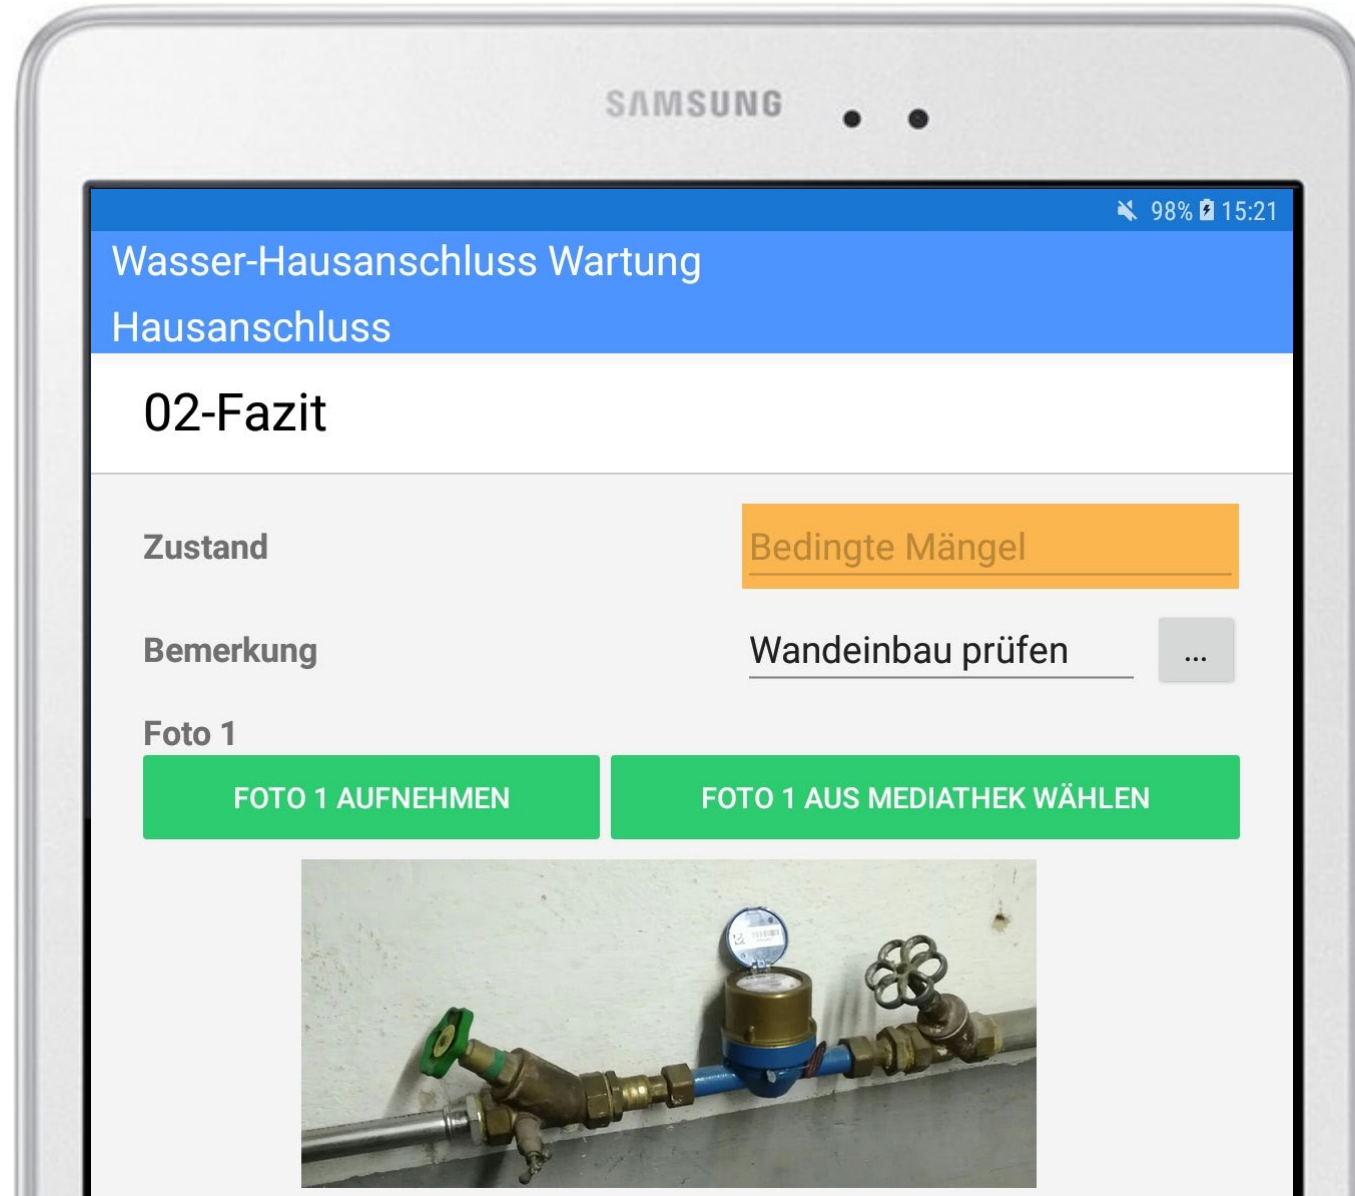 SAMSUNG
98% 15:21
Wasser-Hausanschluss Wartung
Hausanschluss
02-Fazit
Zustand Bedingte Mängel
Bemerkung Wandeinbau prüfen ...
Foto 1
FOTO 1 AUFNEHMEN FOTO 1 AUS MEDIATHEK WÄHLEN